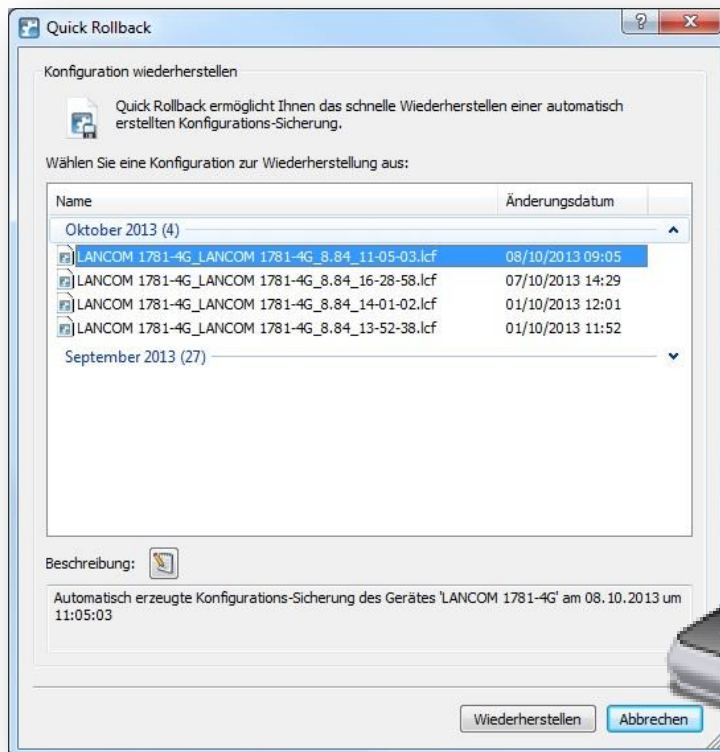 Quick Rollback
Konfiguration wiederherstellen
Quick Rollback ermöglicht Ihnen das schnelle Wiederherstellen einer automatisch
erstellten Konfigurations-Sicherung.
Wählen Sie eine Konfiguration zur Wiederherstellung aus:
Name Änderungsdatum
Oktober 2013 (4)
LANCOM 1781-4G_LANCOM 1781-4G_8.84_11-05-03.lcf 08/10/2013 09:05
LANCOM 1781-4G_LANCOM 1781-4G_8.84_16-28-58.lcf 07/10/2013 14:29
LANCOM 1781-4G_LANCOM 1781-4G_8.84_14-01-02.lcf 01/10/2013 12:01
LANCOM 1781-4G_LANCOM 1781-4G_8.84_13-52-38.lcf 01/10/2013 11:52
September 2013 (27)
Beschreibung:
Automatisch erzeugte Konfigurations-Sicherung des Gerätes 'LANCOM 1781-4G' am 08.10.2013 um
11:05:03
Wiederherstellen Abbrechen